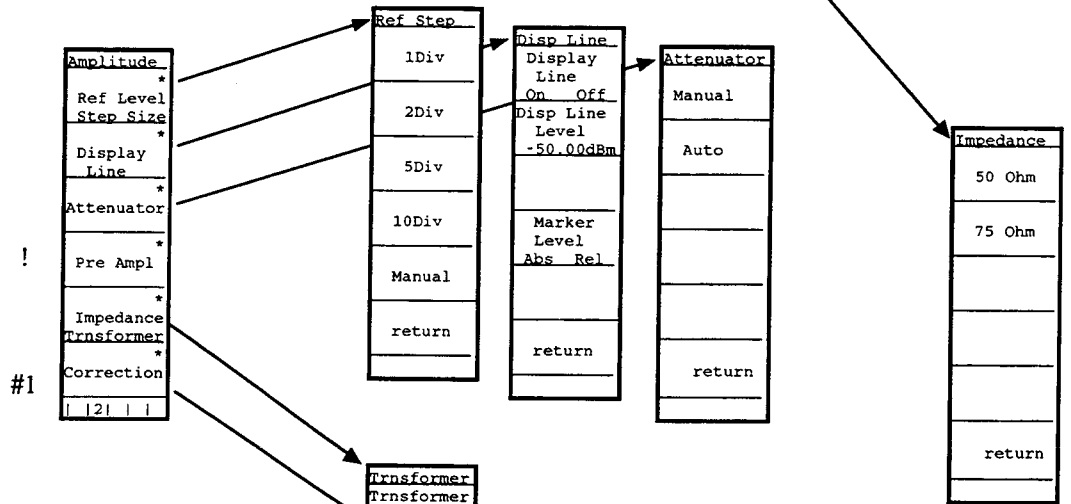 Amplitude
*
Ref Level
Step Size
*
Display
Line
*
Attenuator
*
!
Pre Ampl
*
Impedance
Trnsformer
*
#1
Correction
| |2| | |
Ref Step
1Div
2Div
5Div
10Div
Manual
return
Disp Line
Display
Line
On Off
Disp Line
Level
-50.00dBm
Marker
Level
Abs Rel
return
Attenuator
Manual
Auto
return
Impedance
50 Ohm
75 Ohm
return
Trnsformer
Trnsformer